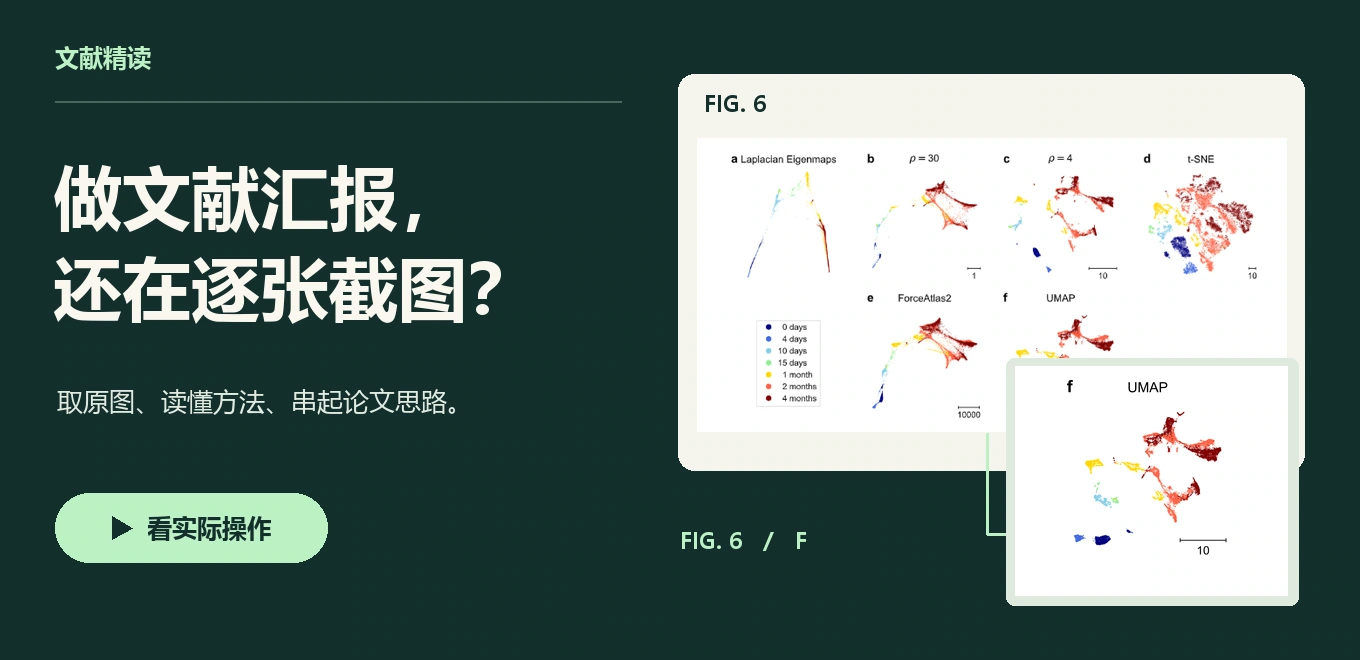 文献精读
做文献汇报，
还在逐张截图？
取原图、读懂方法、串起论文思路。
看实际操作
FIG. 6
a Laplacian Eigenmaps
b ρ = 30
c ρ = 4
d t-SNE
1
10
10
e ForceAtlas2
f UMAP
0 days
4 days
10 days
15 days
1 month
2 months
4 months
10000
f UMAP
10
FIG. 6 / F